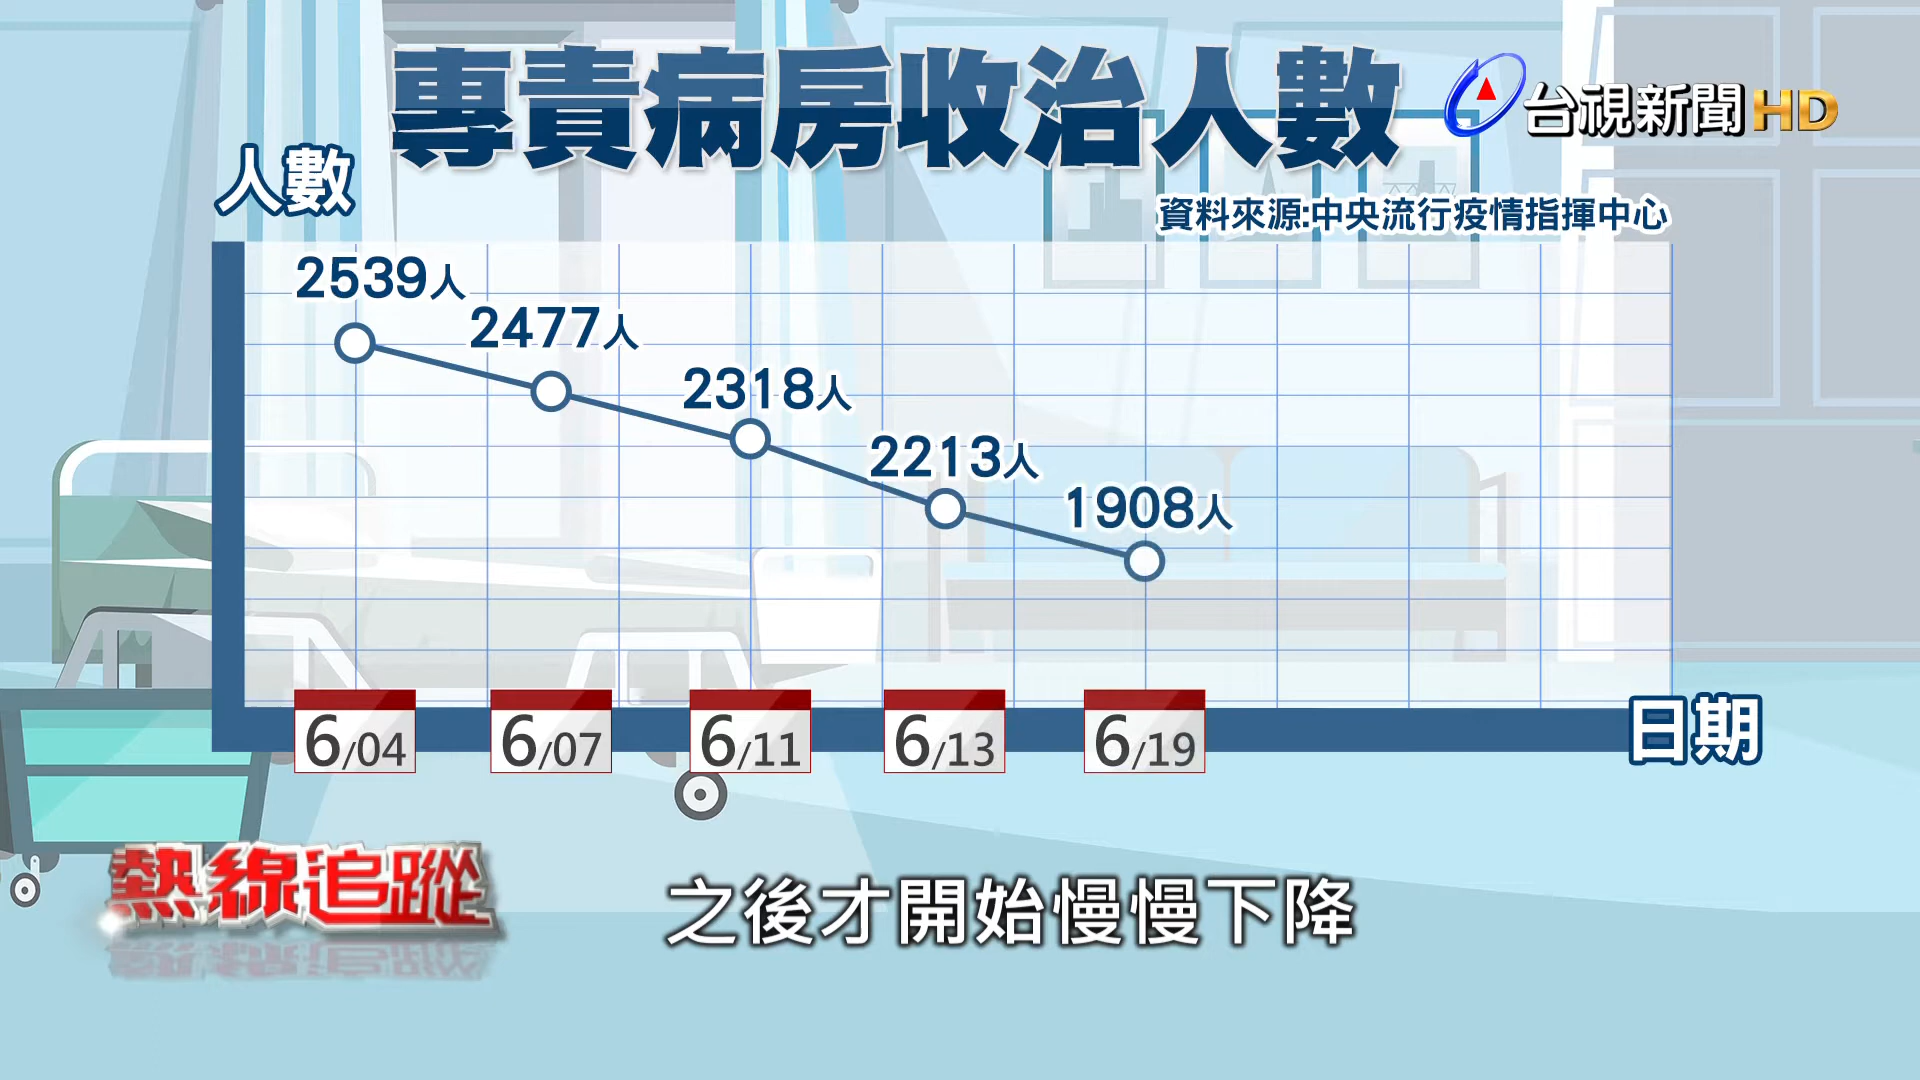 專責病房收治人數
台視新聞HD
人數
資料來源:中央流行疫情指揮中心
2539人
2477人
2318人
2213人
1908人
6/04
6/07
6/11
6/13
6/19
日期
熱線追蹤
之後才開始慢慢下降